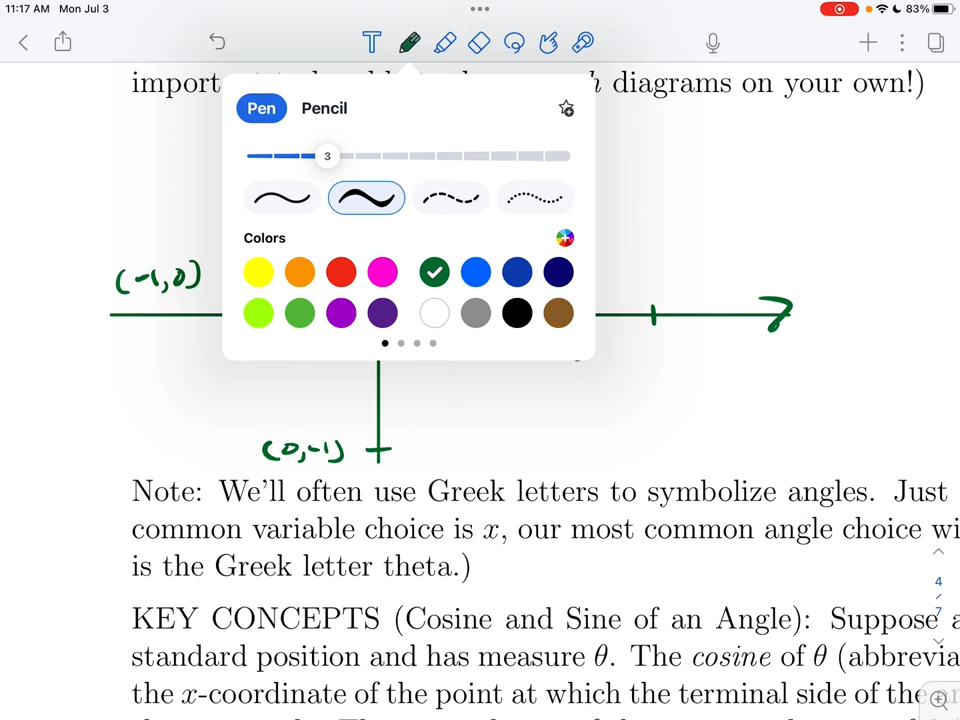 11:17 AM Mon Jul 3
83%
diagrams on your own!)
Pen
Pencil
3
Colors
(-1,0)
(0,-1)
Note: We'll often use Greek letters to symbolize angles. Just
common variable choice is x, our most common angle choice wi
is the Greek letter theta.)
4
/
7
KEY CONCEPTS (Cosine and Sine of an Angle): Suppose a
standard position and has measure θ. The cosine of θ (abbrevia
the x-coordinate of the point at which the terminal side of the an